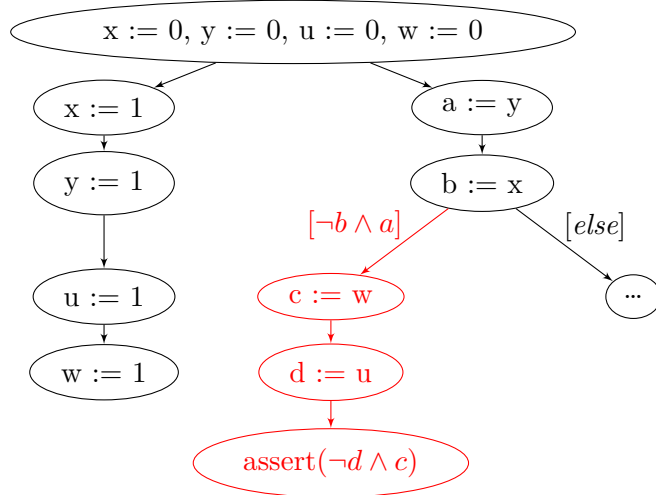 x := 0, y := 0, u := 0, w := 0
x := 1
a := y
y := 1
b := x
[¬b ∧ a]
[else]
u := 1
c := w
...
w := 1
d := u
assert(¬d ∧ c)